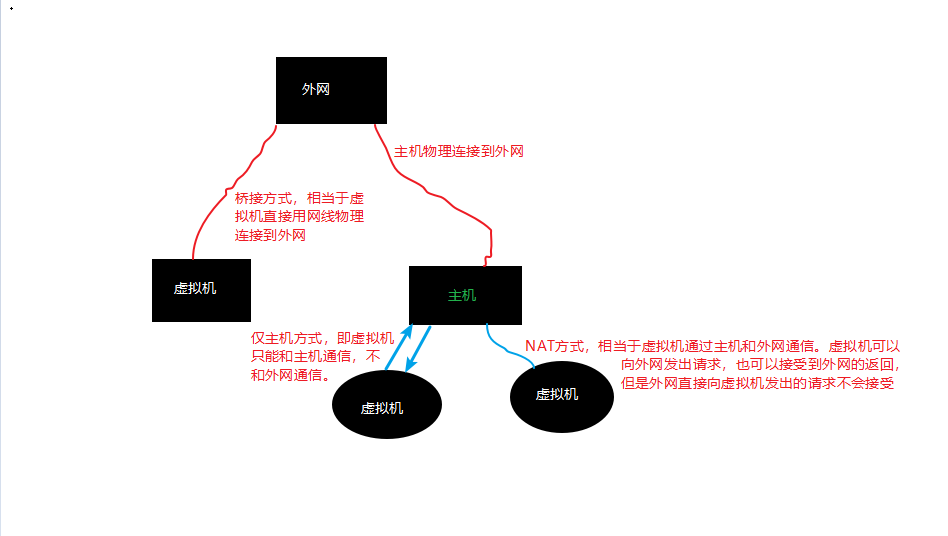 外网
主机物理连接到外网
桥接方式，相当于虚
拟机直接用网线物理
连接到外网
虚拟机
主机
仅主机方式，即虚拟机
只能和主机通信，不
和外网通信。
NAT方式，相当于虚拟机通过主机和外网通信。虚拟机可以
向外网发出请求，也可以接受到外网的返回，
但是外网直接向虚拟机发出的请求不会接受
虚拟机
虚拟机